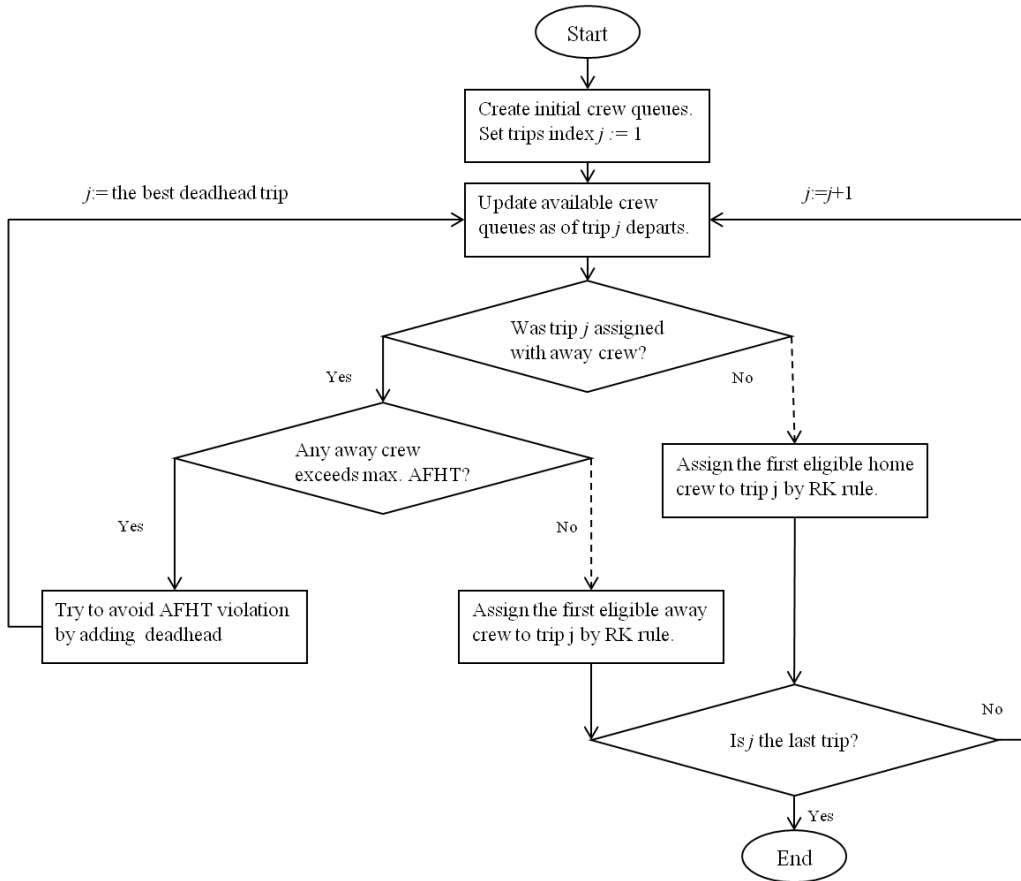 Start
Create initial crew queues.
Set trips index j := 1
j:= the best deadhead trip
Update available crew
queues as of trip j departs.
j:=j+1
Was trip j assigned
with away crew?
Yes
No
Any away crew
exceeds max. AFHT?
Assign the first eligible home
crew to trip j by RK rule.
Yes
No
Try to avoid AFHT violation
by adding deadhead
Assign the first eligible away
crew to trip j by RK rule.
Is j the last trip?
No
Yes
End